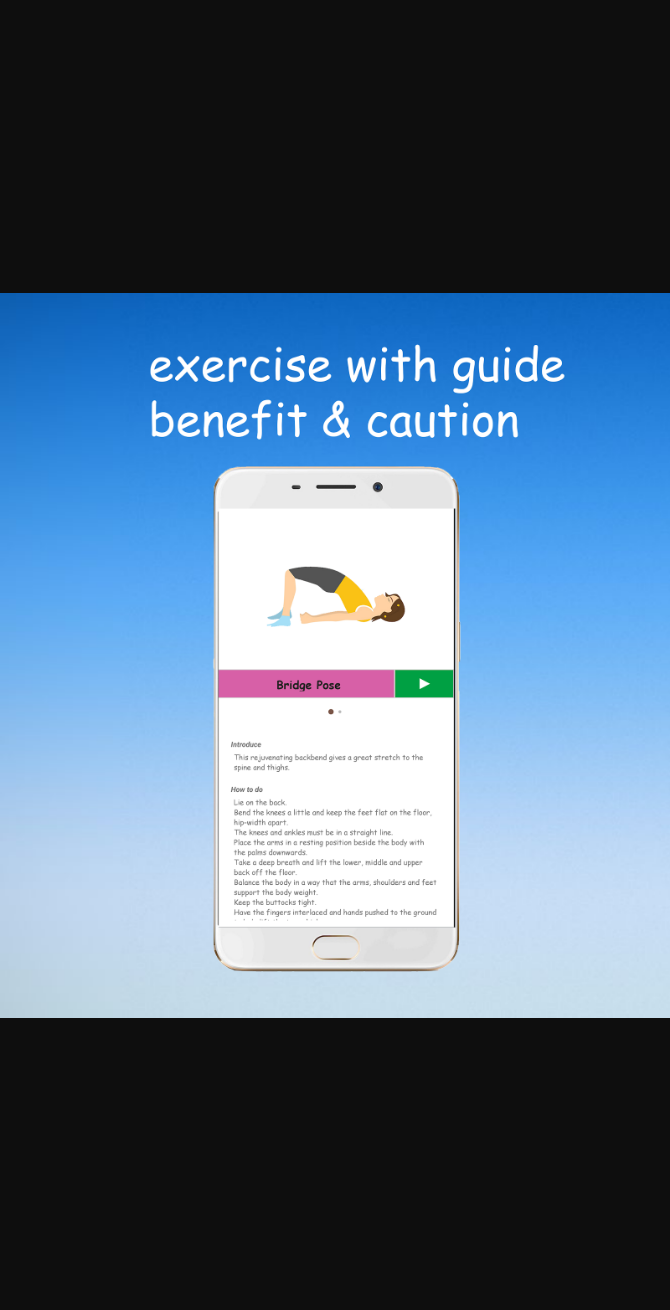 exercise with guide
benefit & caution
Bridge Pose
Introduce
This rejuvenating backbend gives a great stretch to the
spine and thighs.
How to do
Lie on the back.
Bend the knees a little and keep the feet flat on the floor,
hip-width apart.
The knees and ankles must be in a straight line.
Place the arms in a resting position beside the body with
the palms downwards.
Take a deep breath and lift the lower, middle and upper
back off the floor.
Balance the body in a way that the arms, shoulders and feet
support the body weight.
Keep the buttocks tight.
Have the fingers interlaced and hands pushed to the ground